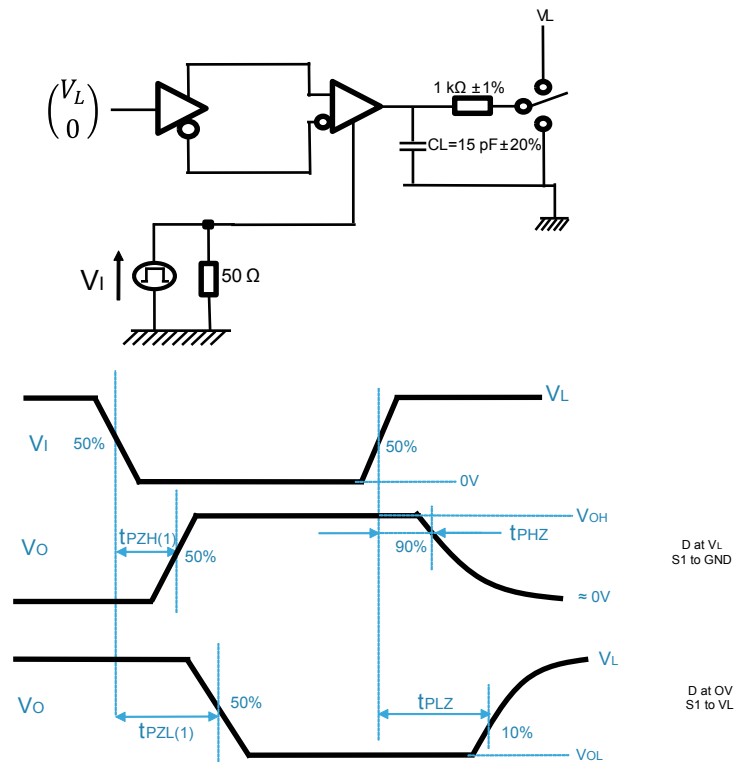 VL
1 kΩ ±1%
V_L
0
CL=15 pF±20%
VI
50 Ω
VL
VI
50%
50%
0V
VOH
tPZH(1)
tPHZ
VO
50%
90%
D at VL
S1 to GND
≈ 0V
VL
VO
50%
tPLZ
D at OV
S1 to VL
tPZL(1)
10%
VOL